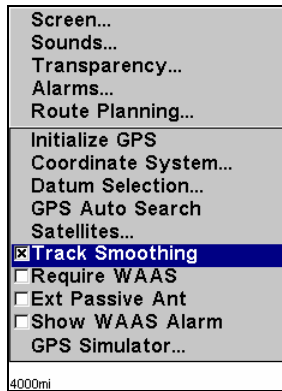 Screen...
Sounds...
Transparency...
Alarms...
Route Planning...
Initialize GPS
Coordinate System...
Datum Selection...
GPS Auto Search
Satellites...
Track Smoothing
Require WAAS
Ext Passive Ant
Show WAAS Alarm
GPS Simulator...
4000mi